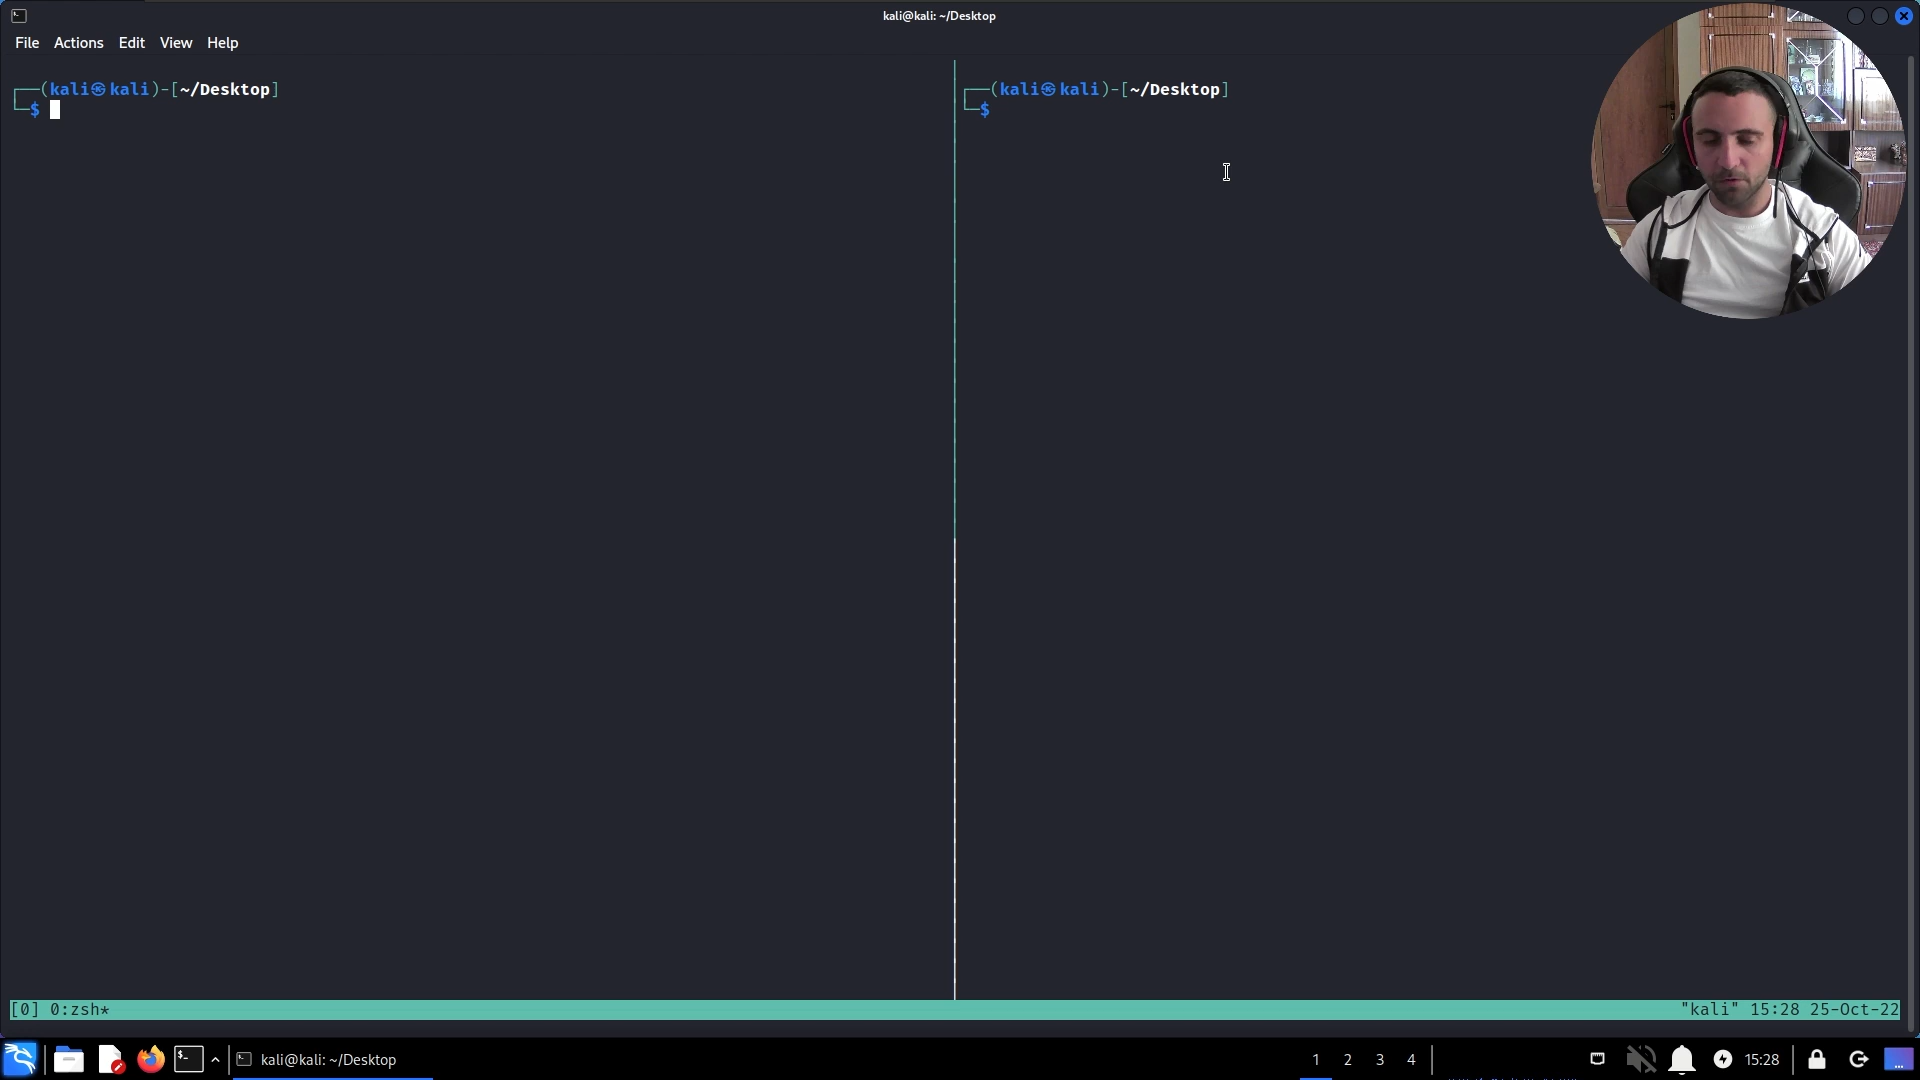 kali@kali: ~/Desktop
File Actions Edit View Help
┌──(kali㉿kali)-[~/Desktop]
└─$
┌──(kali㉿kali)-[~/Desktop]
└─$
[0] 0:zsh*
"kali" 15:28 25-Oct-22
kali@kali: ~/Desktop
1 2 3 4
15:28